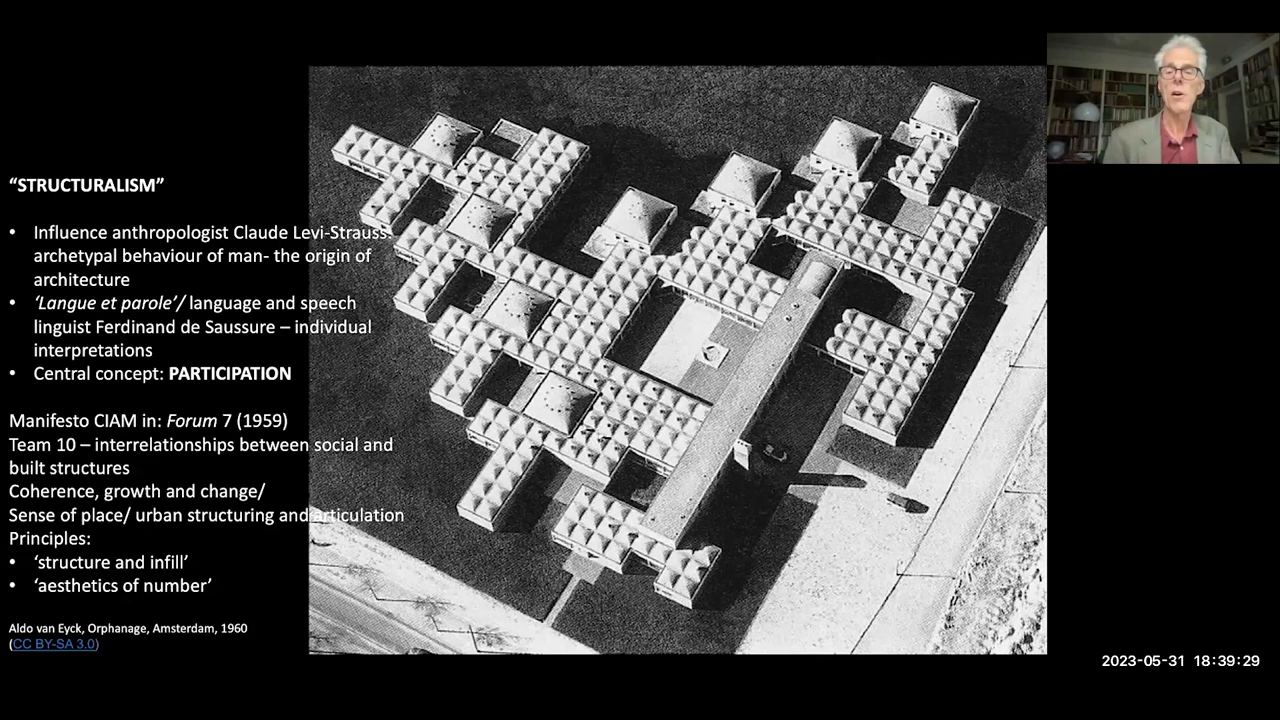 “STRUCTURALISM”
• Influence anthropologist Claude Levi-Strauss:
archetypal behaviour of man- the origin of
architecture
• ‘Langue et parole’/ language and speech
linguist Ferdinand de Saussure – individual
interpretations
• Central concept: PARTICIPATION
Manifesto CIAM in: Forum 7 (1959)
Team 10 – interrelationships between social and
built structures
Coherence, growth and change/
Sense of place/ urban structuring and articulation
Principles:
• ‘structure and infill’
• ‘aesthetics of number’
Aldo van Eyck, Orphanage, Amsterdam, 1960
(CC BY-SA 3.0)
2023-05-31 18:39:29